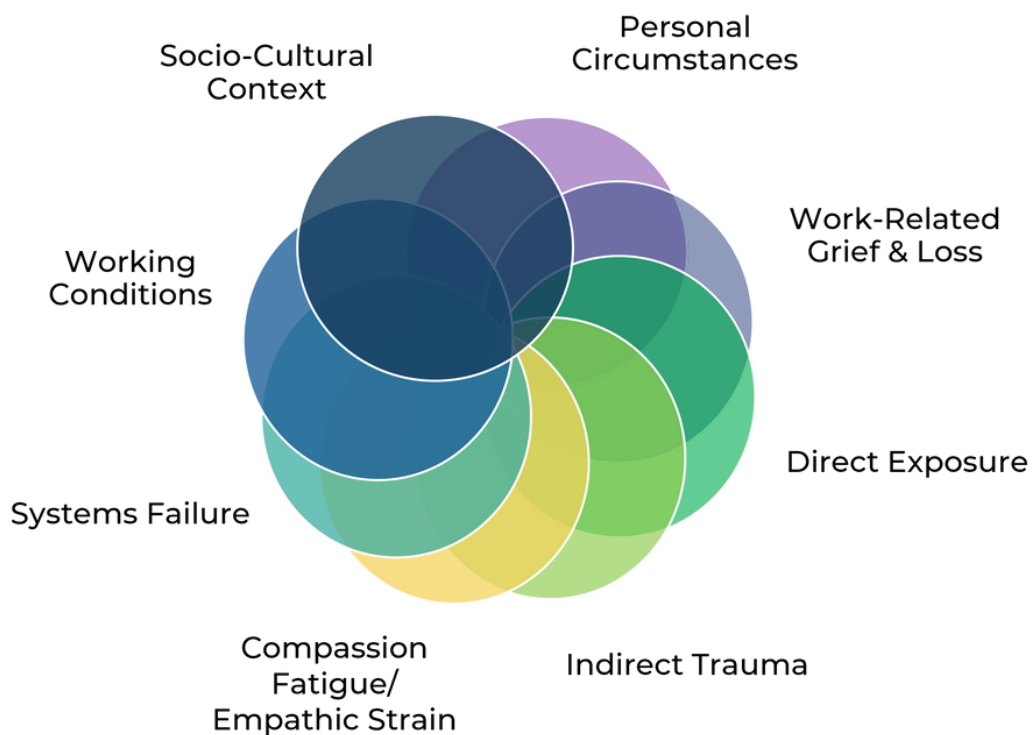 Personal
Circumstances
Socio-Cultural
Context
Work-Related
Grief & Loss
Working
Conditions
Direct Exposure
Systems Failure
Compassion
Fatigue/
Empathic Strain
Indirect Trauma